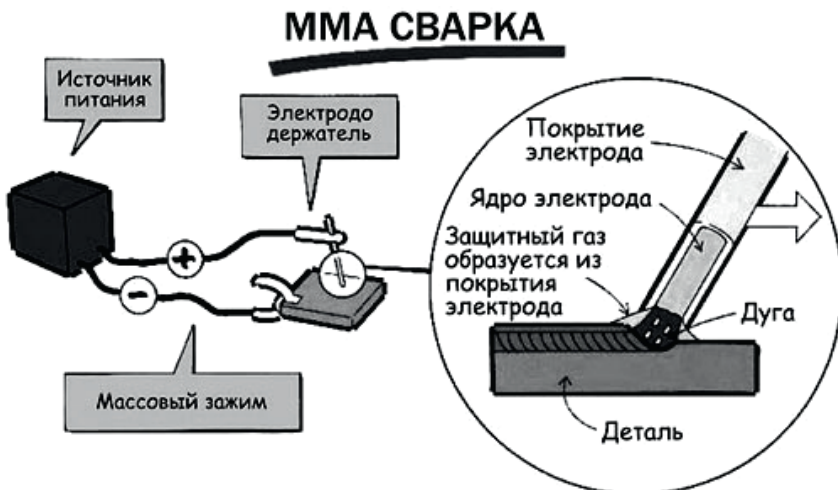 ММА СВАРКА
Источник
питания
Электродо
держатель
+
-
Массовый зажим
Покрытие
электрода
Ядро электрода
Защитный газ
образуется из
покрытия
электрода
Дуга
Деталь